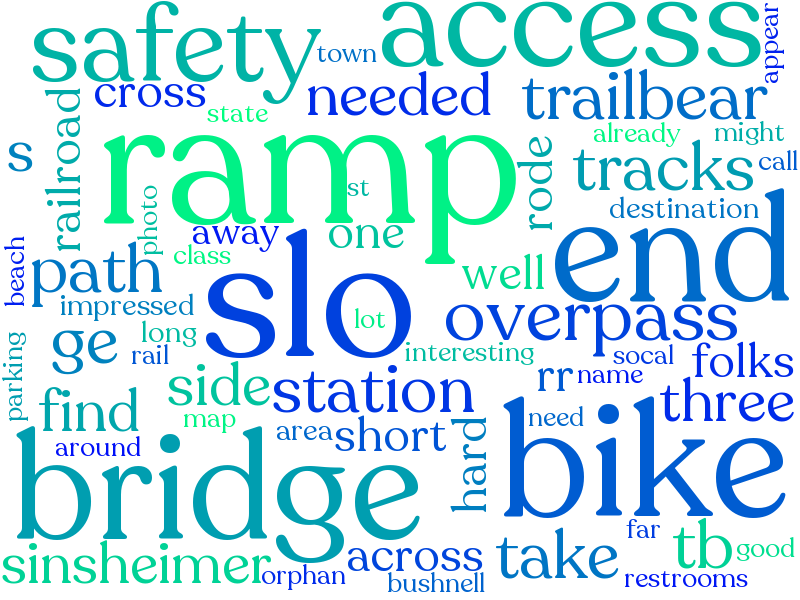 safety
access
town
appear
cross
needed
trailbear
state
railroad
ramp
already
might
s
rode
tracks
call
st
photo
destination
away
one
end
beach
class
path
slo
well
impressed
lot
overpass
ge
long
rail
interesting
socal
folks
parking
side
station
rr
name
three
find
map
bridge
around
area
short
hard
need
bike
far
tb
good
sinsheimer
orphan
across
bushnell
take
restrooms